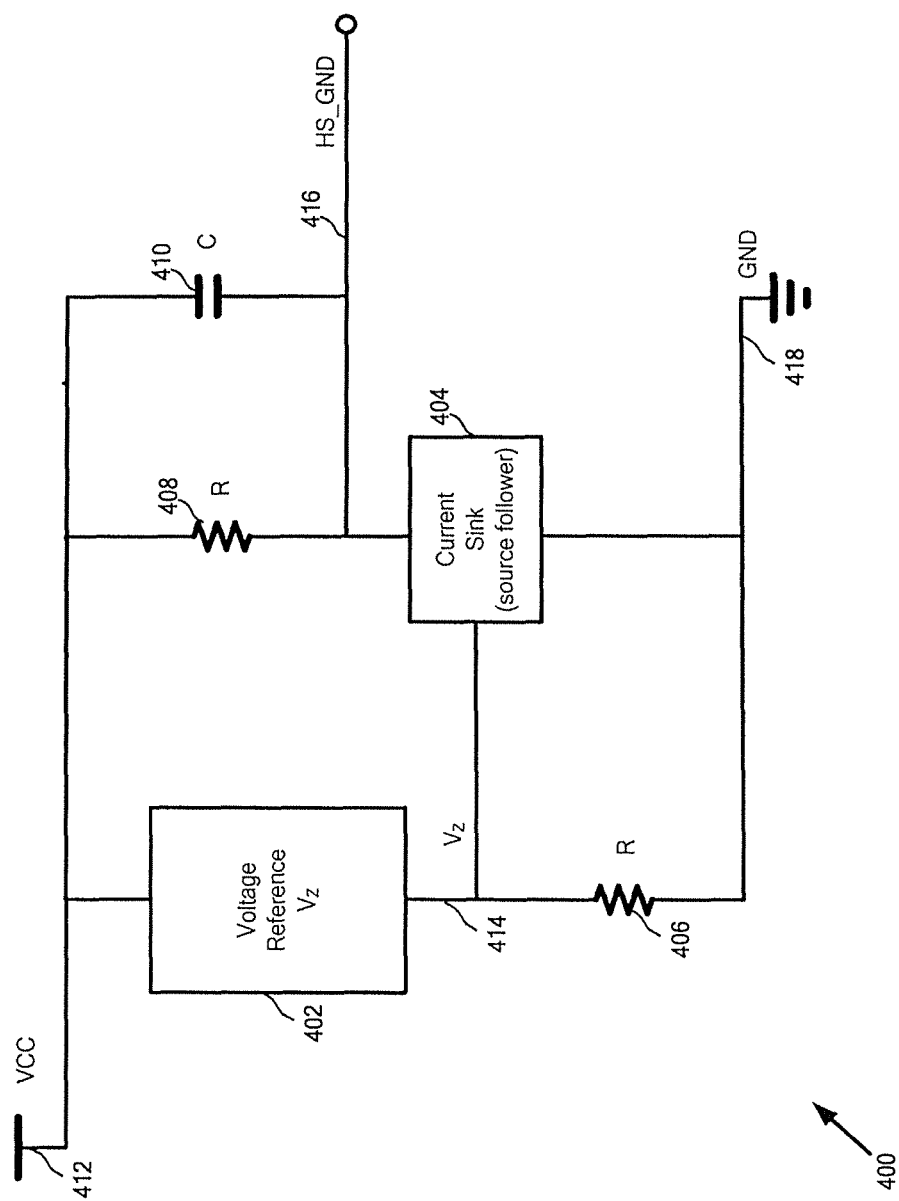 412
VCC
402
Voltage
Reference
Vz
414
Vz
406
R
408
R
410
C
404
Current
Sink
(source follower)
416
HS_GND
418
GND
400